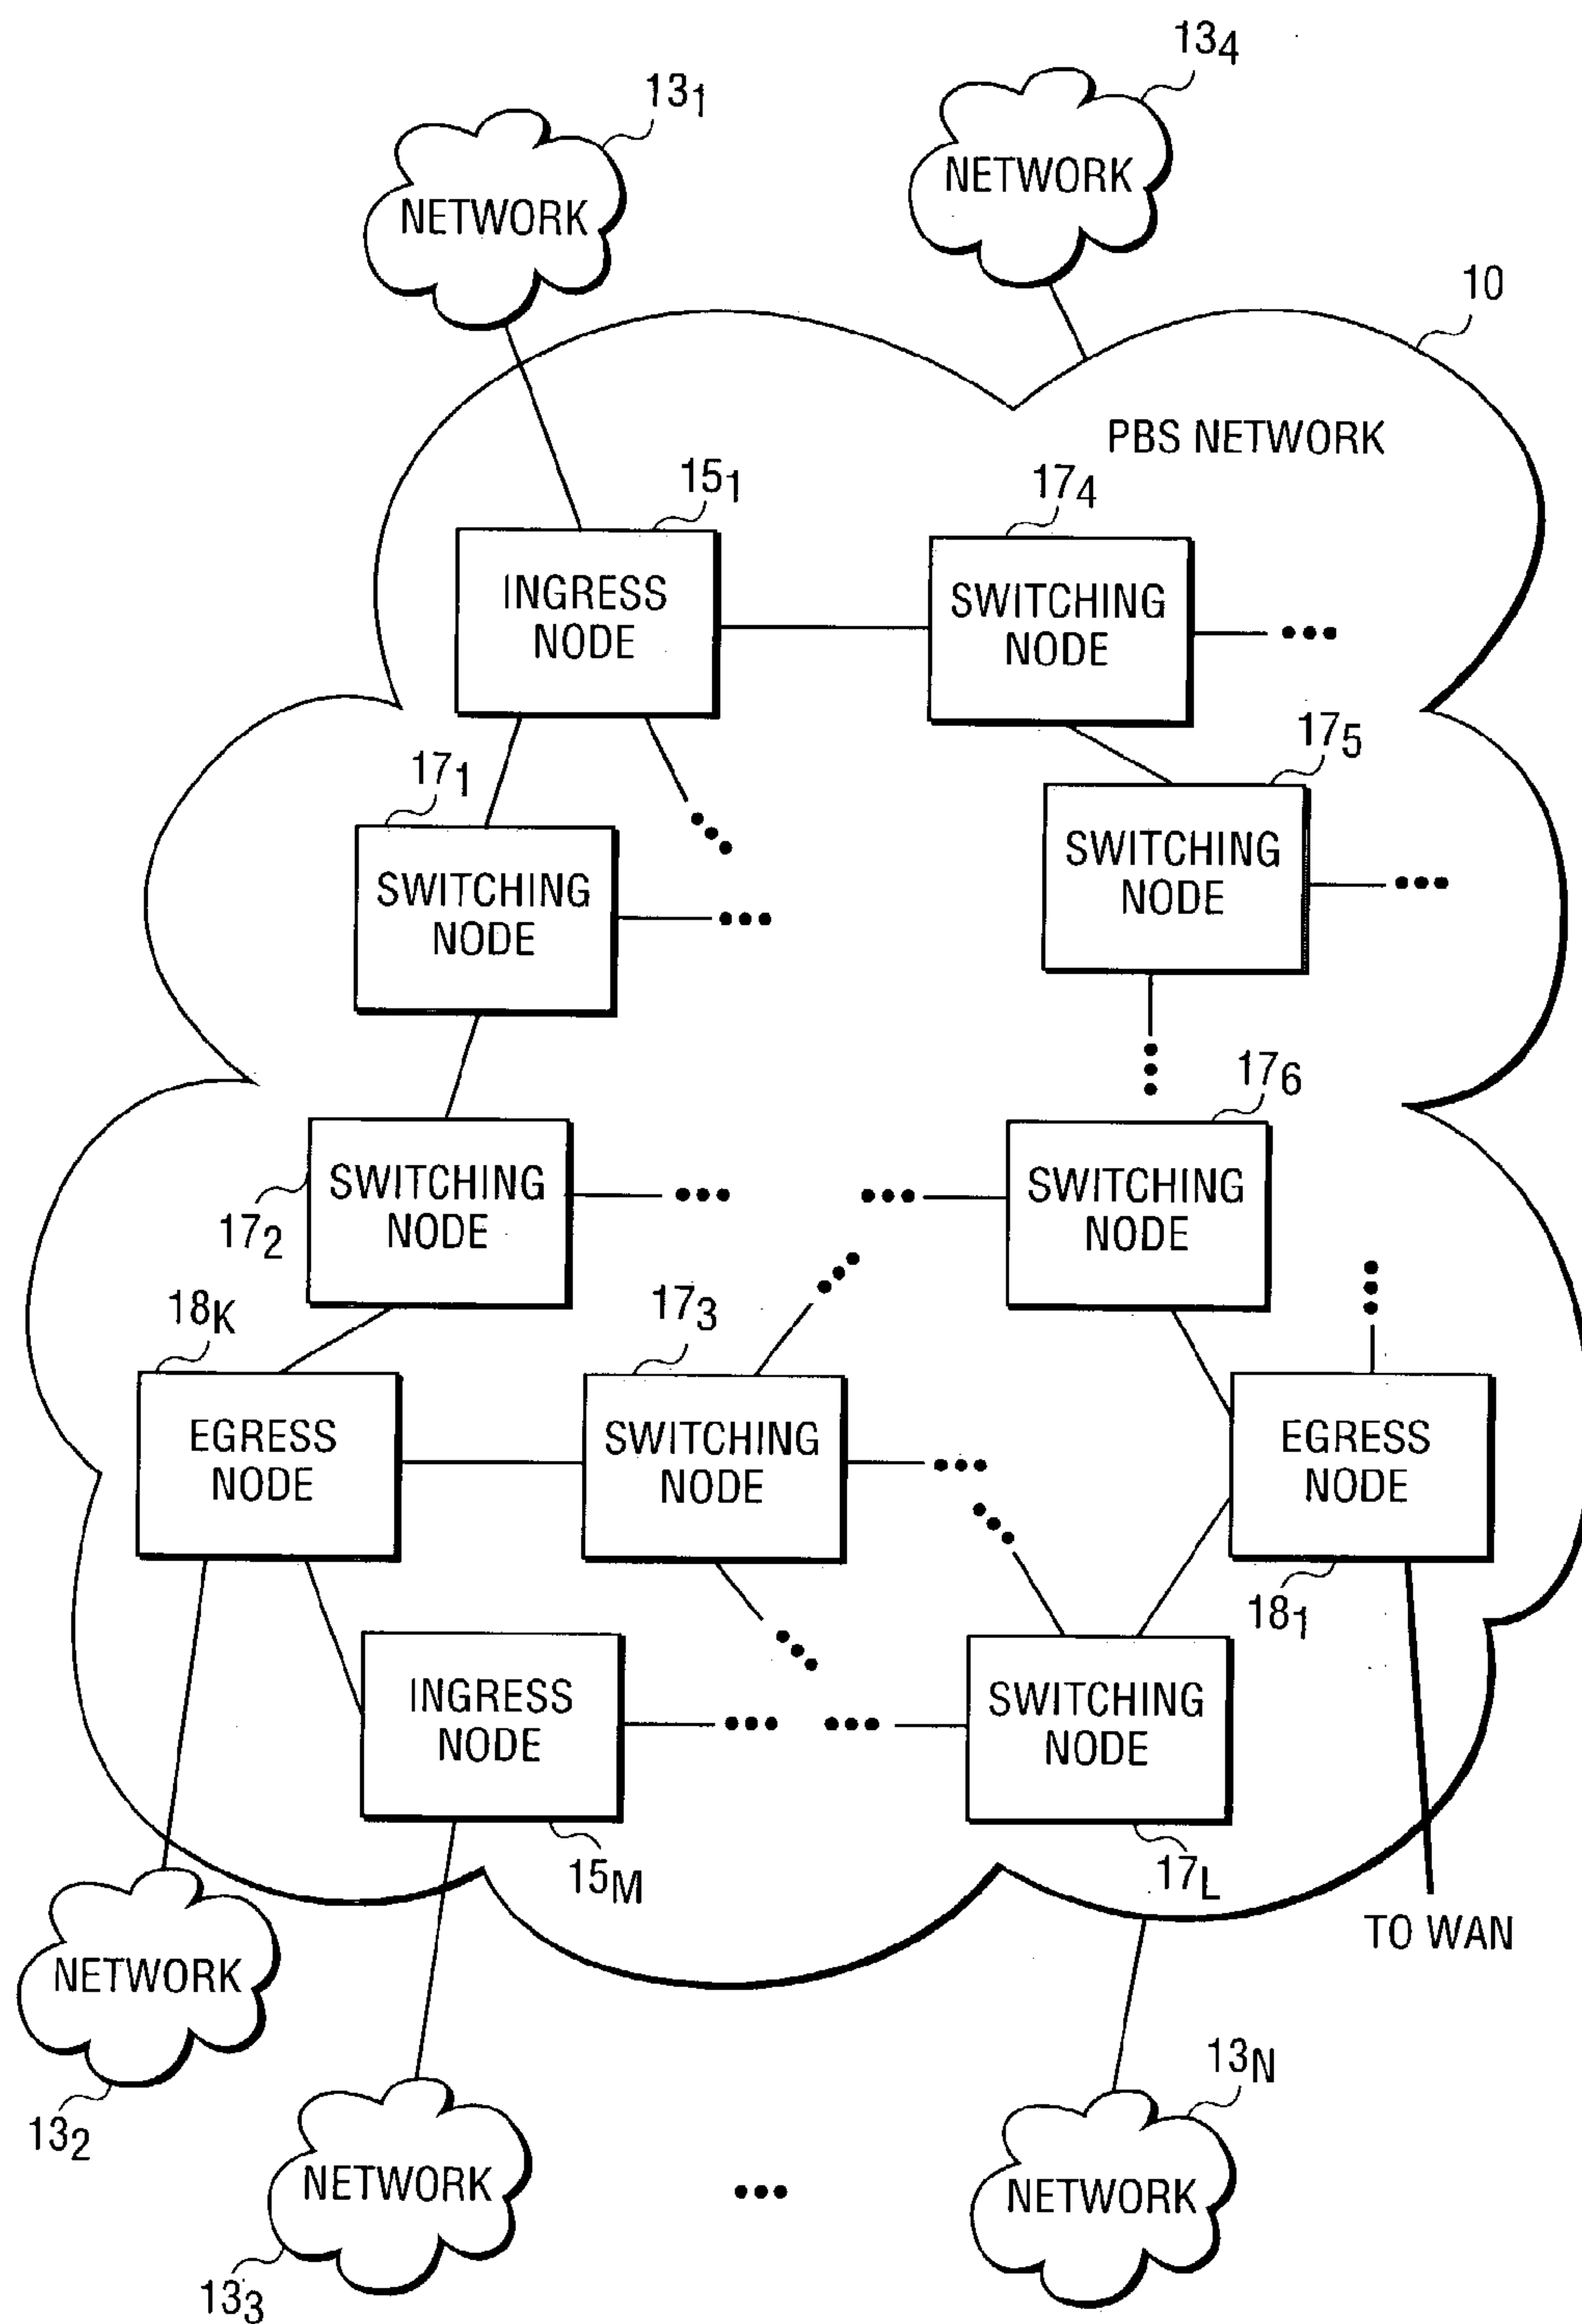 13₄
13₁
NETWORK
NETWORK
10
PBS NETWORK
15₁
17₄
INGRESS
NODE
SWITCHING
NODE
17₁
17₅
SWITCHING
NODE
SWITCHING
NODE
17₆
SWITCHING
NODE
17₂
SWITCHING
NODE
18K
17₃
EGRESS
NODE
SWITCHING
NODE
EGRESS
NODE
18₁
INGRESS
NODE
SWITCHING
NODE
15M
17L
TO WAN
NETWORK
13₂
13N
NETWORK
NETWORK
13₃